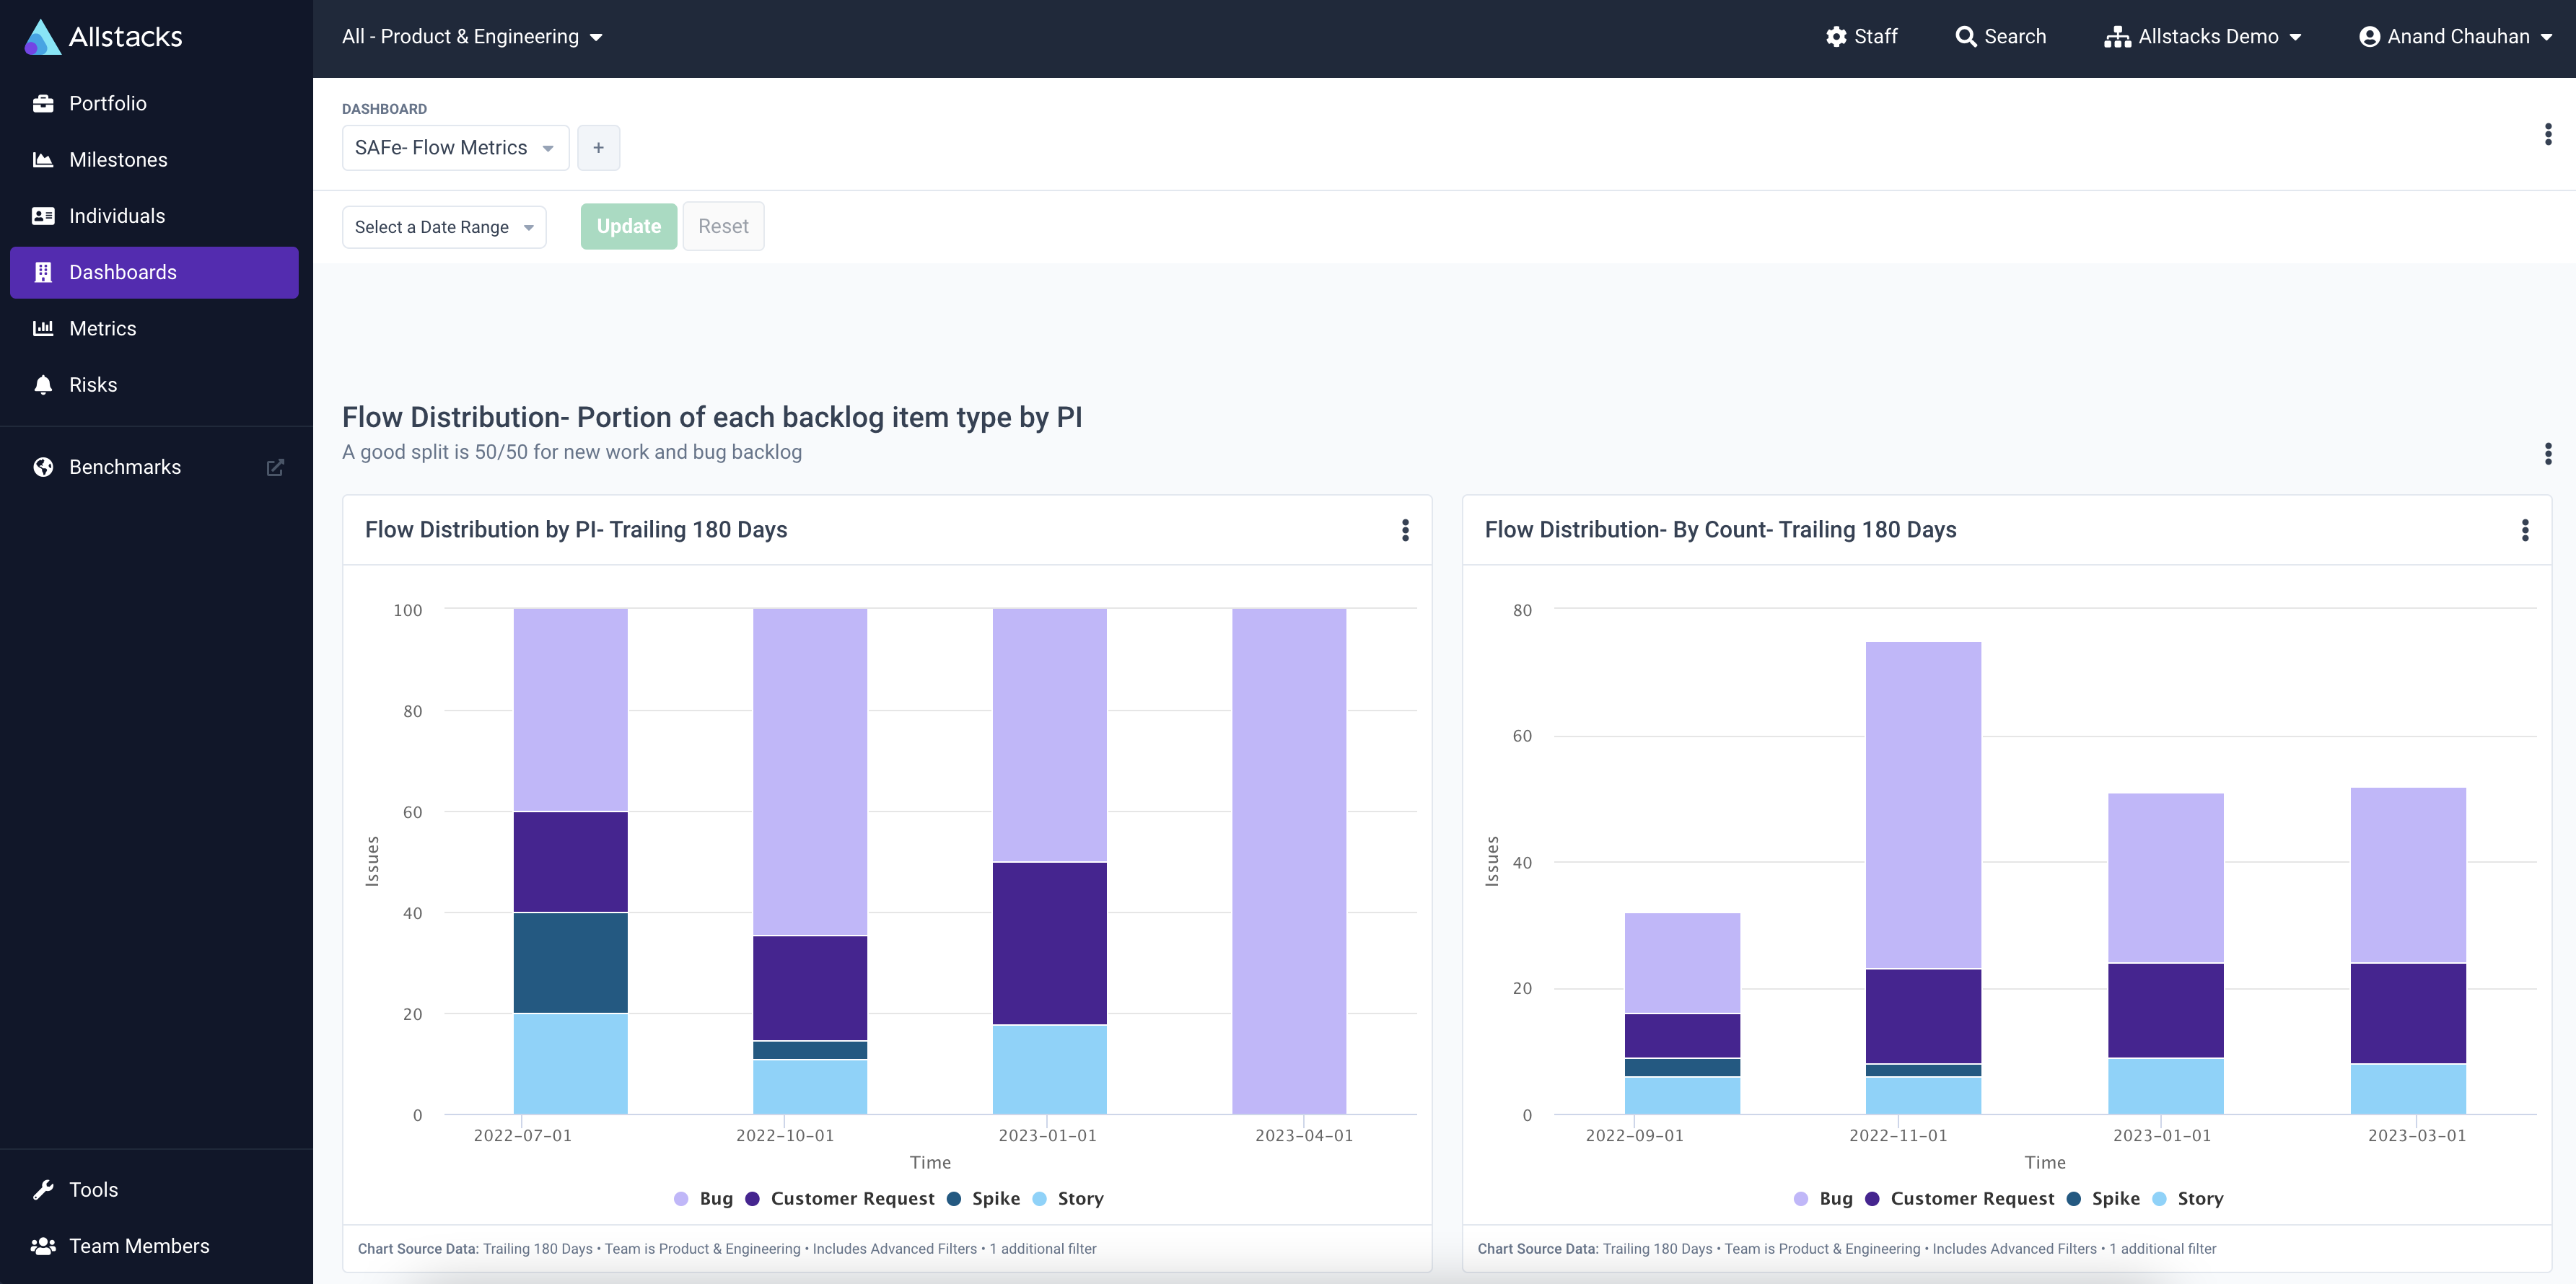 Allstacks
All - Product & Engineering
Staff
Search
Allstacks Demo
Anand Chauhan
Portfolio
Milestones
Individuals
Dashboards
Metrics
Risks
Benchmarks
Tools
Team Members
DASHBOARD
SAFe- Flow Metrics
+
Select a Date Range
Update
Reset
Flow Distribution- Portion of each backlog item type by PI
A good split is 50/50 for new work and bug backlog
Flow Distribution by PI- Trailing 180 Days
100
80
60
40
20
0
Issues
2022-07-01
2022-10-01
2023-01-01
2023-04-01
Time
Bug
Customer Request
Spike
Story
Chart Source Data: Trailing 180 Days • Team is Product & Engineering • Includes Advanced Filters • 1 additional filter
Flow Distribution- By Count- Trailing 180 Days
80
60
40
20
0
Issues
2022-09-01
2022-11-01
2023-01-01
2023-03-01
Time
Bug
Customer Request
Spike
Story
Chart Source Data: Trailing 180 Days • Team is Product & Engineering • Includes Advanced Filters • 1 additional filter